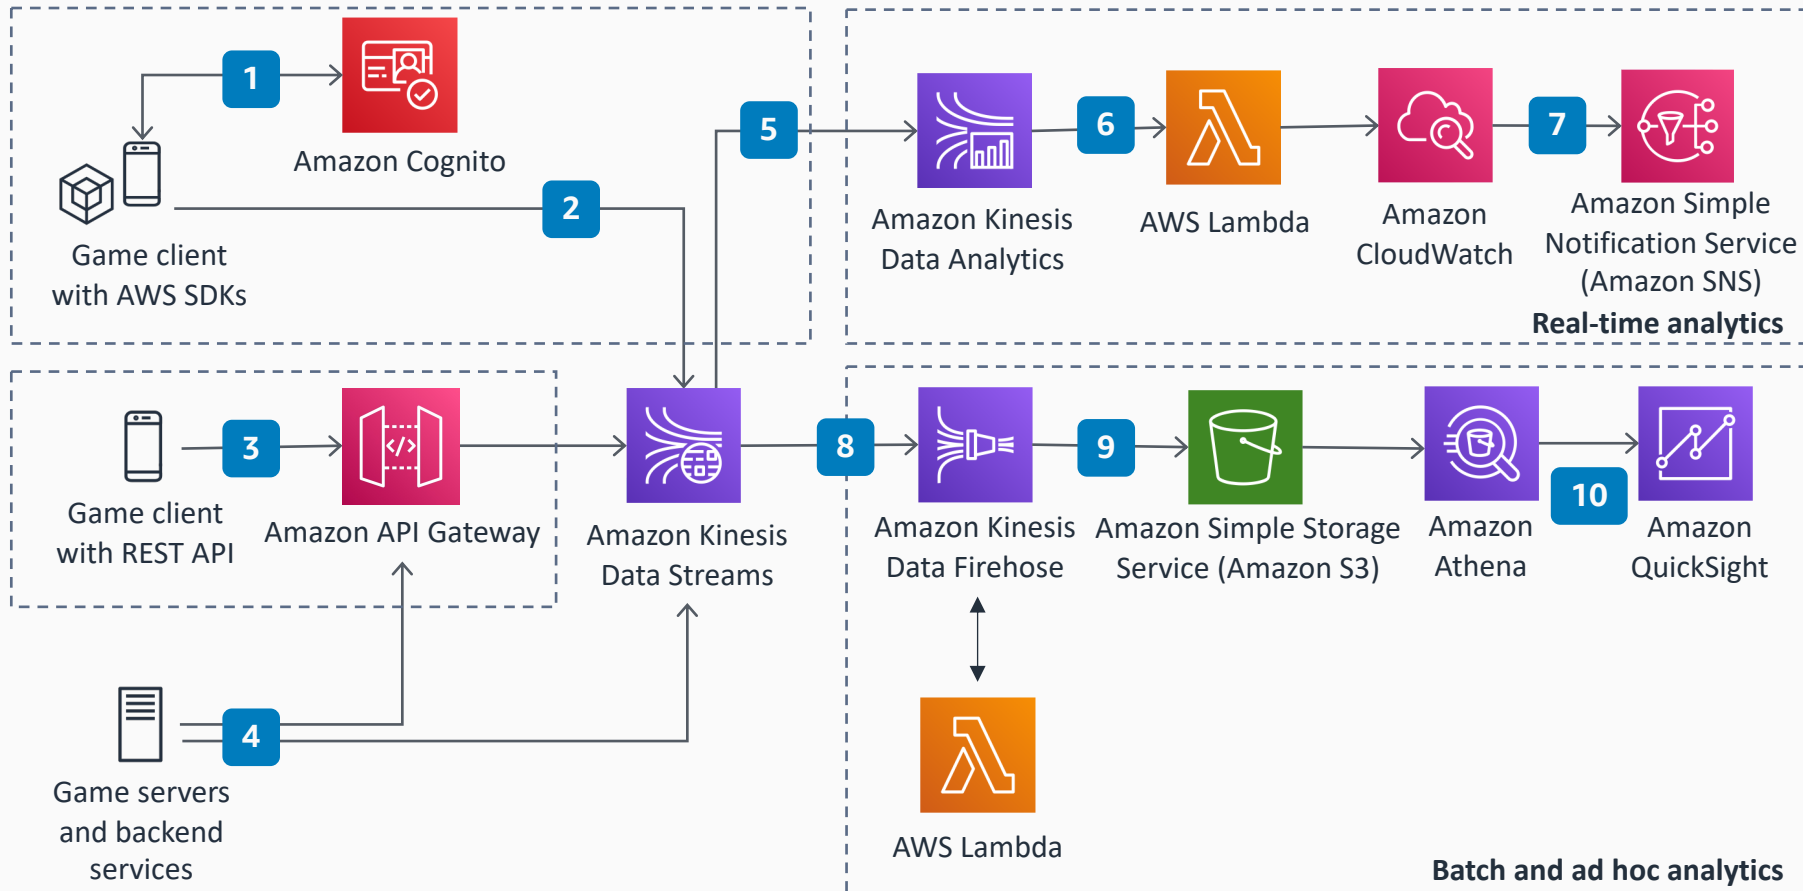 1
Amazon Cognito
2
Game client
with AWS SDKs
5
Amazon Kinesis
Data Analytics
6
AWS Lambda
Amazon
CloudWatch
7
Amazon Simple
Notification Service
(Amazon SNS)
Real-time analytics
3
Game client
with REST API
</>
Amazon API Gateway
Amazon Kinesis
Data Streams
4
Game servers
and backend
services
8
Amazon Kinesis
Data Firehose
9
Amazon Simple Storage
Service (Amazon S3)
Amazon
Athena
10
Amazon
QuickSight
AWS Lambda
Batch and ad hoc analytics